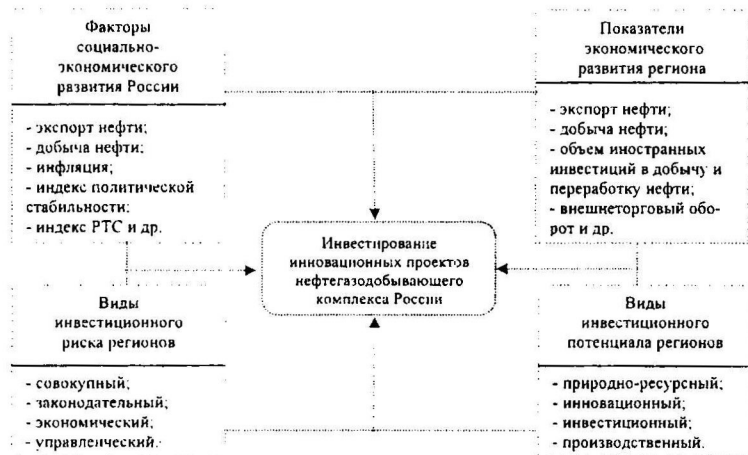 Факторы
социально-
экономического
развития России
- экспорт нефти;
- добыча нефти;
- инфляция;
- индекс политической
стабильности;
- индекс РТС и др.
Показатели
экономического
развития региона
- экспорт нефти;
- добыча нефти;
- объем иностранных
инвестиций в добычу и
переработку нефти;
- внешнеторговый обо-
рот и др.
Инвестирование
инновационных проектов
нефтегазодобывающего
комплекса России
Виды
инвестиционного
риска регионов
- совокупный;
- законодательный;
- экономический;
- управленческий.
Виды
инвестиционного
потенциала регионов
- природно-ресурсный;
- инновационный;
- инвестиционный;
- производственный.